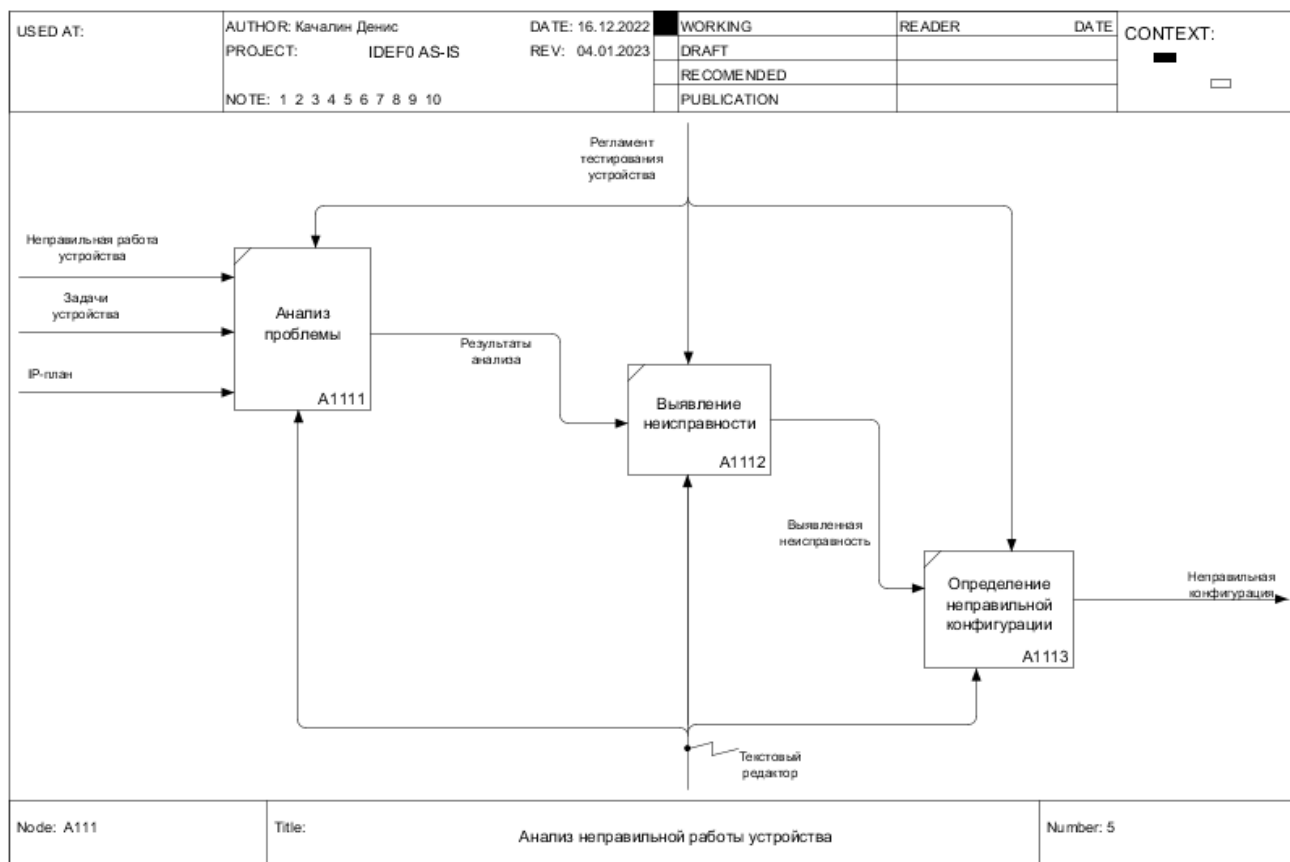 USED AT:
AUTHOR: Качалин Денис
DATE: 16.12.2022
PROJECT: IDEF0 AS-IS
REV: 04.01.2023
NOTE: 1 2 3 4 5 6 7 8 9 10
WORKING
DRAFT
RECOMENDED
PUBLICATION
READER DATE
CONTEXT:
Регламент
тестирования
устройства
Неправильная работа
устройства
Задачи
устройства
IP-план
Анализ
проблемы
A1111
Результаты
анализа
Выявление
неисправности
A1112
Выявленная
неисправность
Определение
неправильной
конфигурации
A1113
Неправильная
конфигурация
Текстовый
редактор
Node: A111
Title:
Анализ неправильной работы устройства
Number: 5